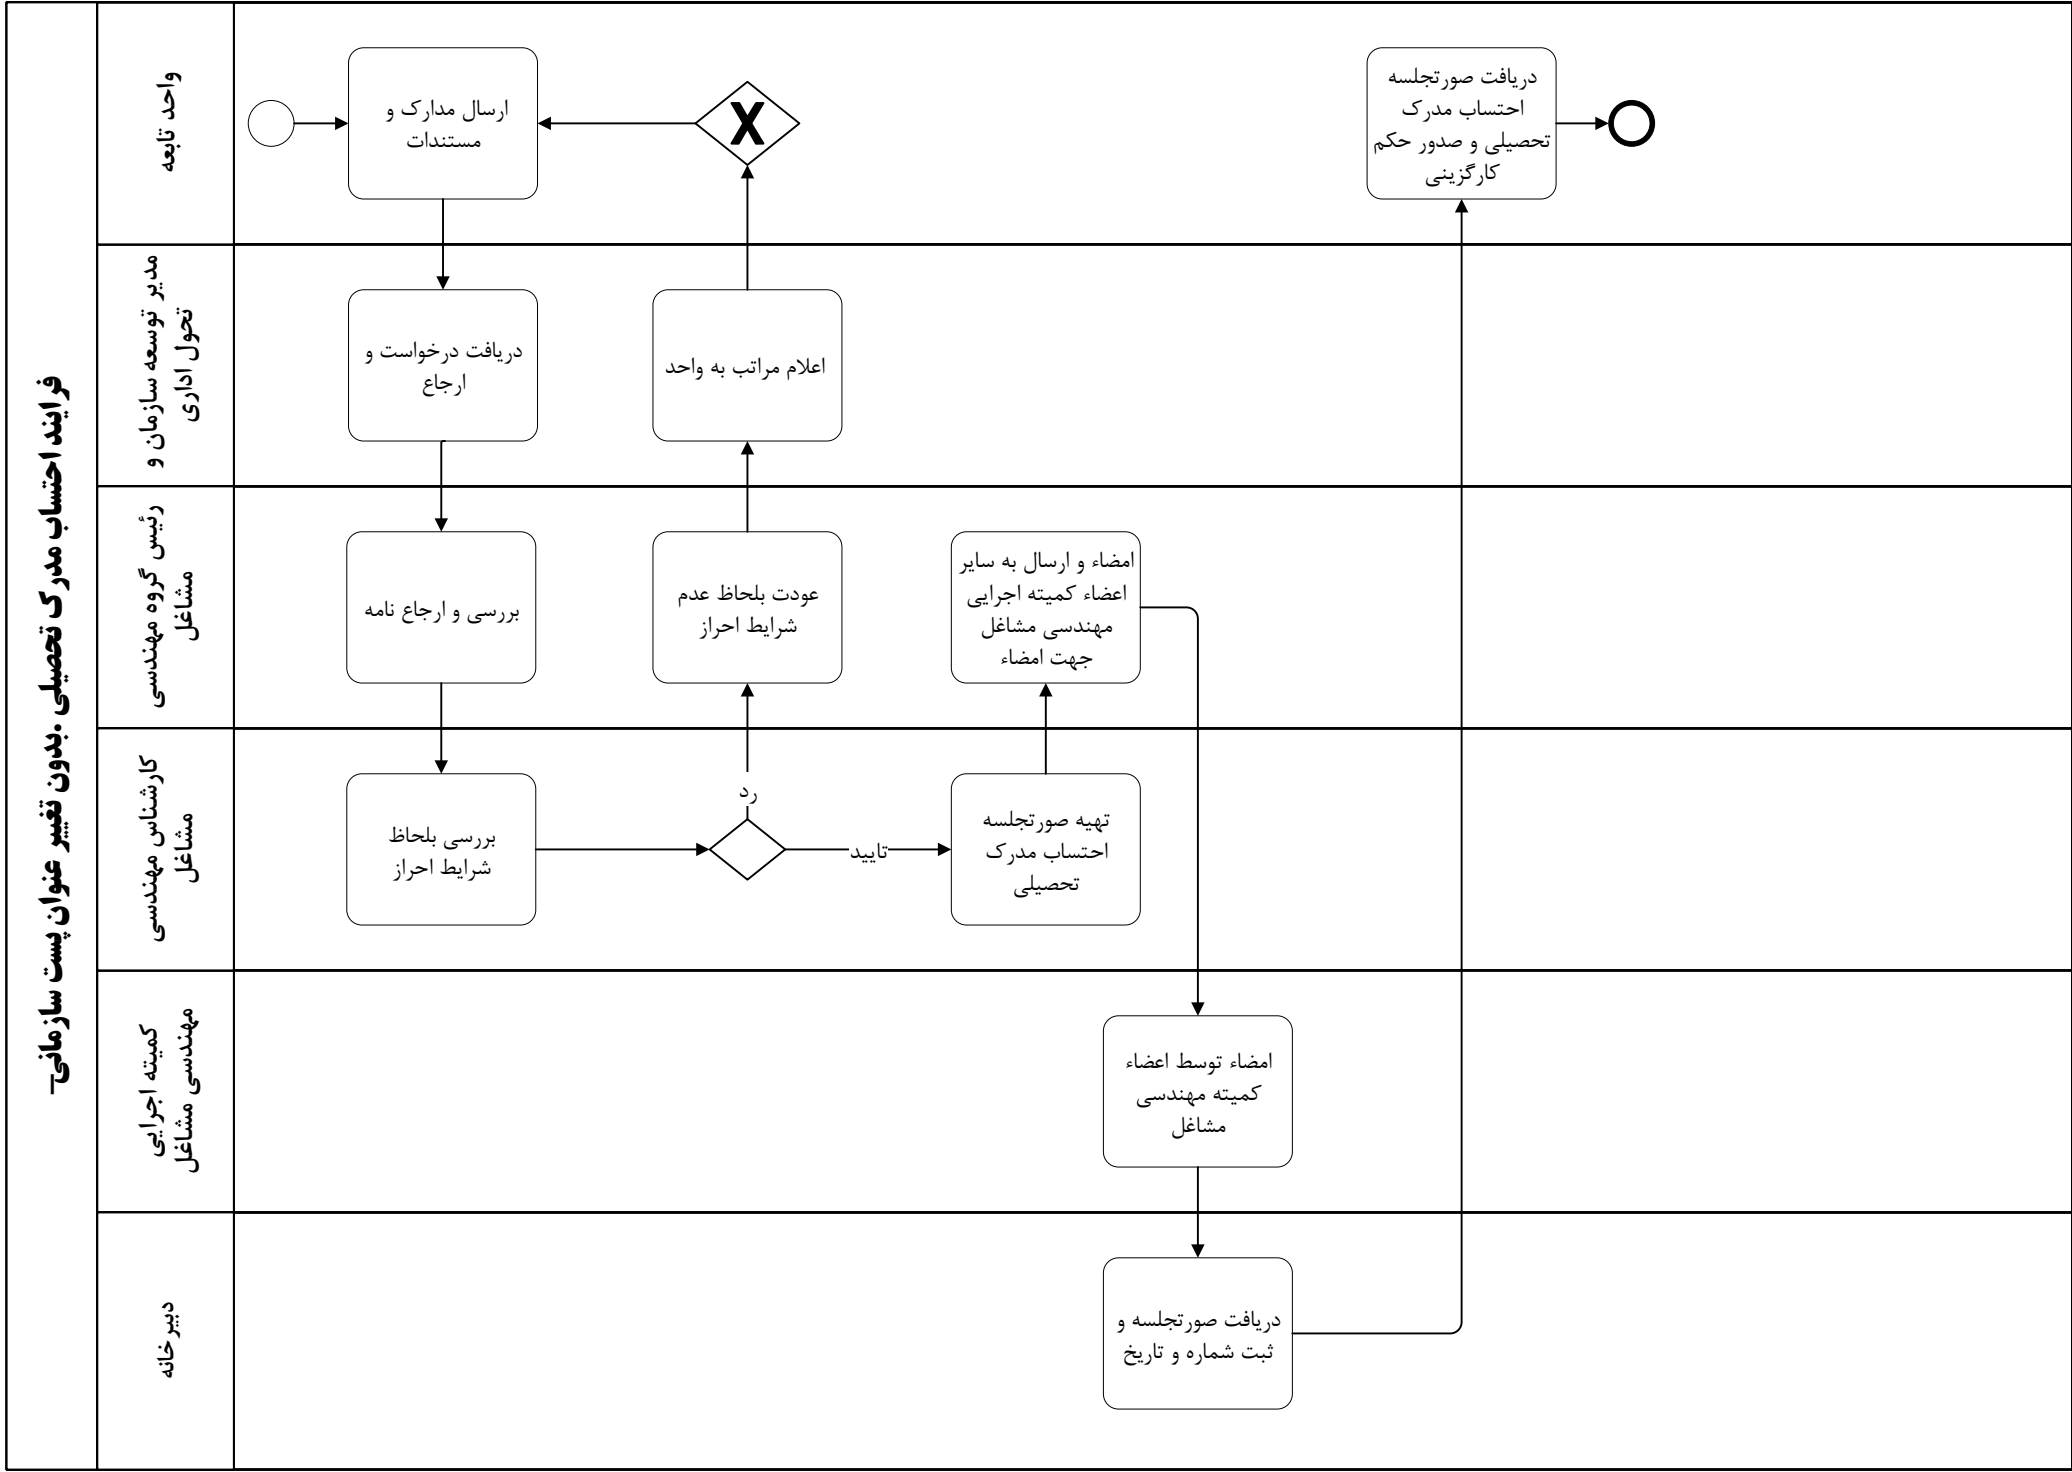 فرایند احتساب مدرک تحصیلی .بدون تغییر عنوان پست سازمانی–
واحد تابعه
ارسال مدارک و
مستندات
X
دریافت صورتجلسه
احتساب مدرک
تحصیلی و صدور حکم
کارگزینی
مدیر توسعه سازمان و
تحول اداری
دریافت درخواست و
ارجاع
اعلام مراتب به واحد
رئیس گروه مهندسی
مشاغل
بررسی و ارجاع نامه
عودت بلحاظ عدم
شرایط احراز
امضاء و ارسال به سایر
اعضاء کمیته اجرایی
مهندسی مشاغل
جهت امضاء
کارشناس مهندسی
مشاغل
بررسی بلحاظ
شرایط احراز
رد
تایید
تهیه صورتجلسه
احتساب مدرک
تحصیلی
کمیته اجرایی
مهندسی مشاغل
امضاء توسط اعضاء
کمیته مهندسی
مشاغل
دبیرخانه
دریافت صورتجلسه و
ثبت شماره و تاریخ